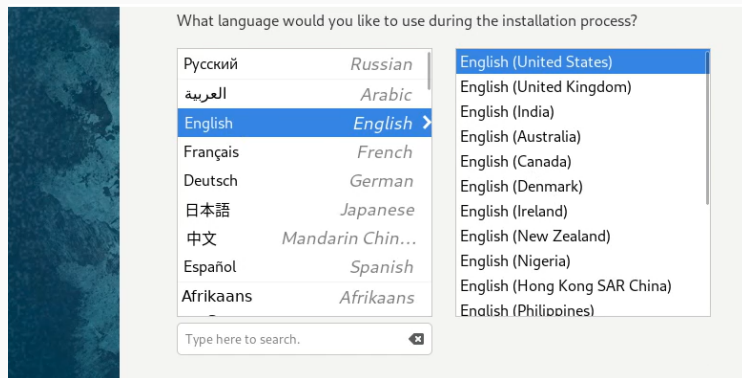 What language would you like to use during the installation process?
Русский Russian
العربية Arabic
English English
Français French
Deutsch German
日本語 Japanese
中文 Mandarin Chin...
Español Spanish
Afrikaans Afrikaans
Type here to search.
English (United States)
English (United Kingdom)
English (India)
English (Australia)
English (Canada)
English (Denmark)
English (Ireland)
English (New Zealand)
English (Nigeria)
English (Hong Kong SAR China)
English (Philippines)